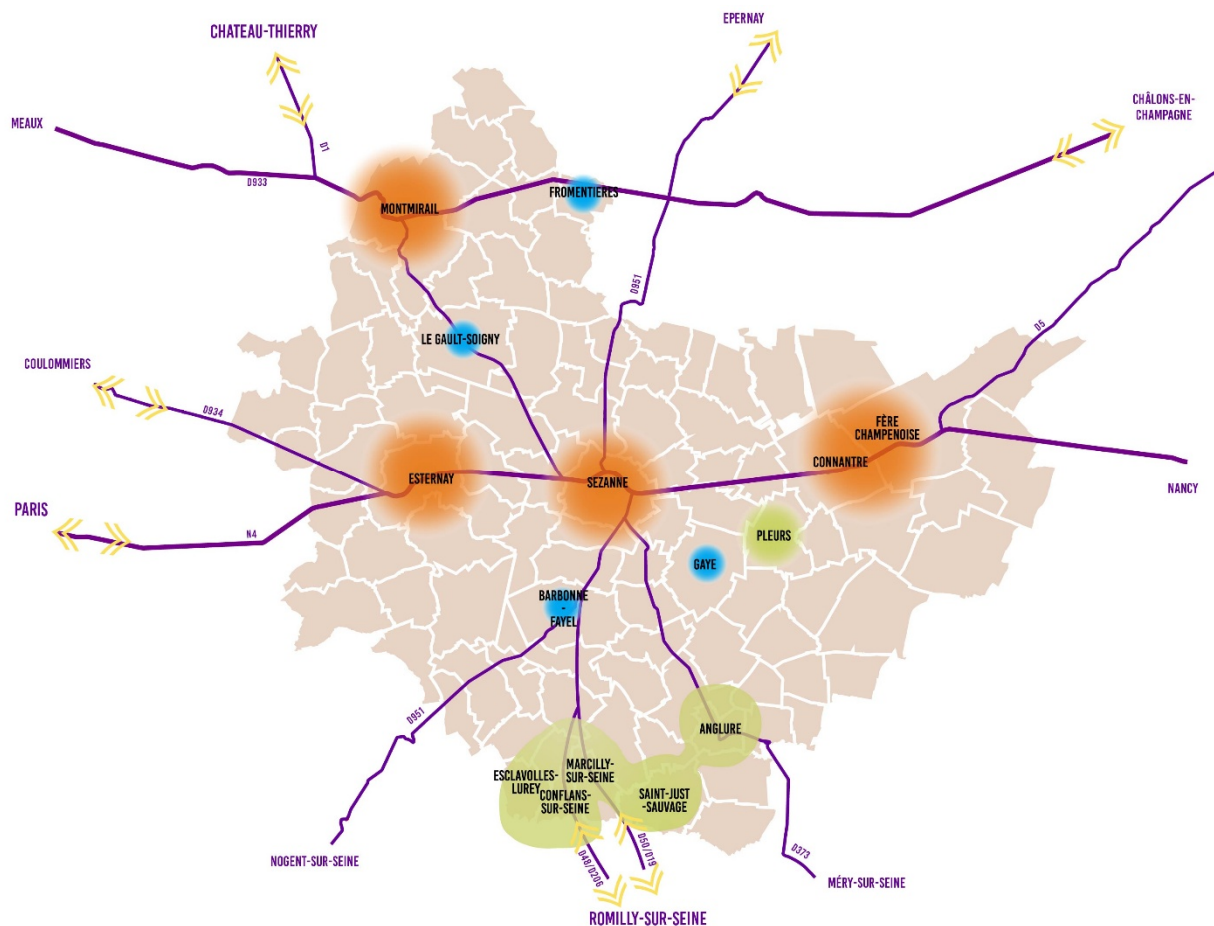 EPERNAY
CHATEAU-THIERRY
CHÂLONS-EN-
CHAMPAGNE
MEAUX
D1
D933
FROMENTIÈRES
MONTMIRAIL
D951
D5
LE GAULT-SOIGNY
COULOMMIERS
D934
FÈRE
CHAMPENOISE
CONNANTRE
ESTERNAY
SÉZANNE
NANCY
PARIS
N4
PLEURS
GAYE
BARBONNE
-
FAYEL
D951
ANGLURE
MARCILLY-
SUR-SEINE
ESCLAVOLLES-
LUREY
CONFLANS-
SUR-SEINE
SAINT-JUST
-SAUVAGE
D48/D206
D50/D19
D373
NOGENT-SUR-SEINE
MÉRY-SUR-SEINE
ROMILLY-SUR-SEINE